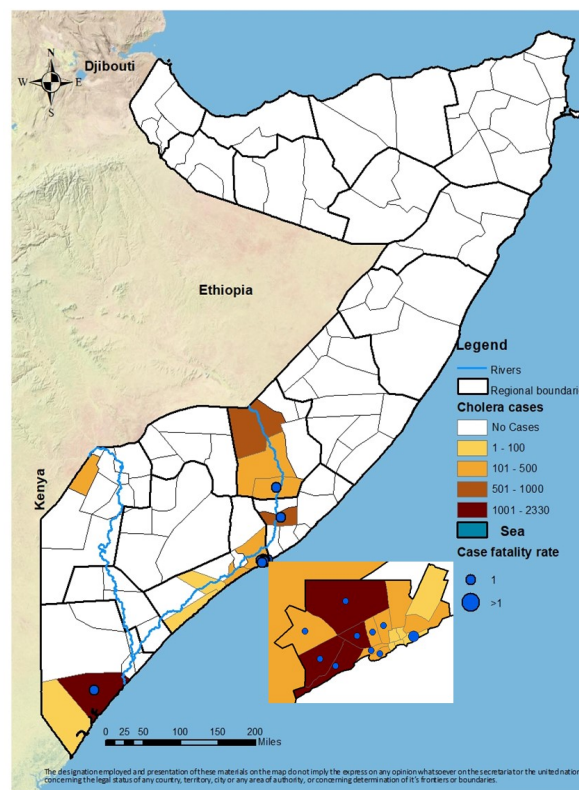 N
Djibouti
W
E
S
Ethiopia
Kenya
Legend
Rivers
Regional boundari
Cholera cases
No Cases
1 - 100
101 - 500
501 - 1000
1001 - 2330
Sea
Case fatality rate
1
>1
0 25 50 100 150 200
Miles
The designation employed and presentation of these materials on the map do not imply the express on any opinion whatsoever on the secretariat or the united nation
concerning the legal status of any country, territory, city or any area of authority, or concerning determination of it's frontiers or boundaries.